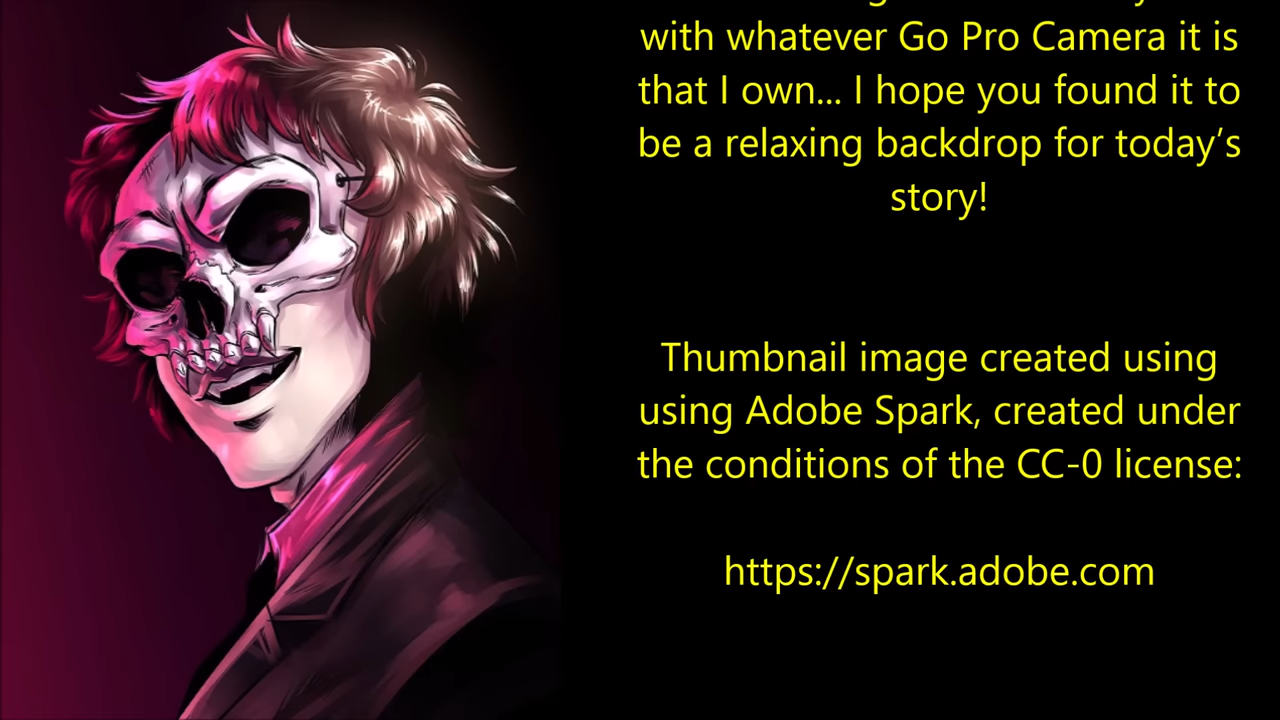 with whatever Go Pro Camera it is
that I own... I hope you found it to
be a relaxing backdrop for today’s
story!
Thumbnail image created using
using Adobe Spark, created under
the conditions of the CC-0 license:
https://spark.adobe.com